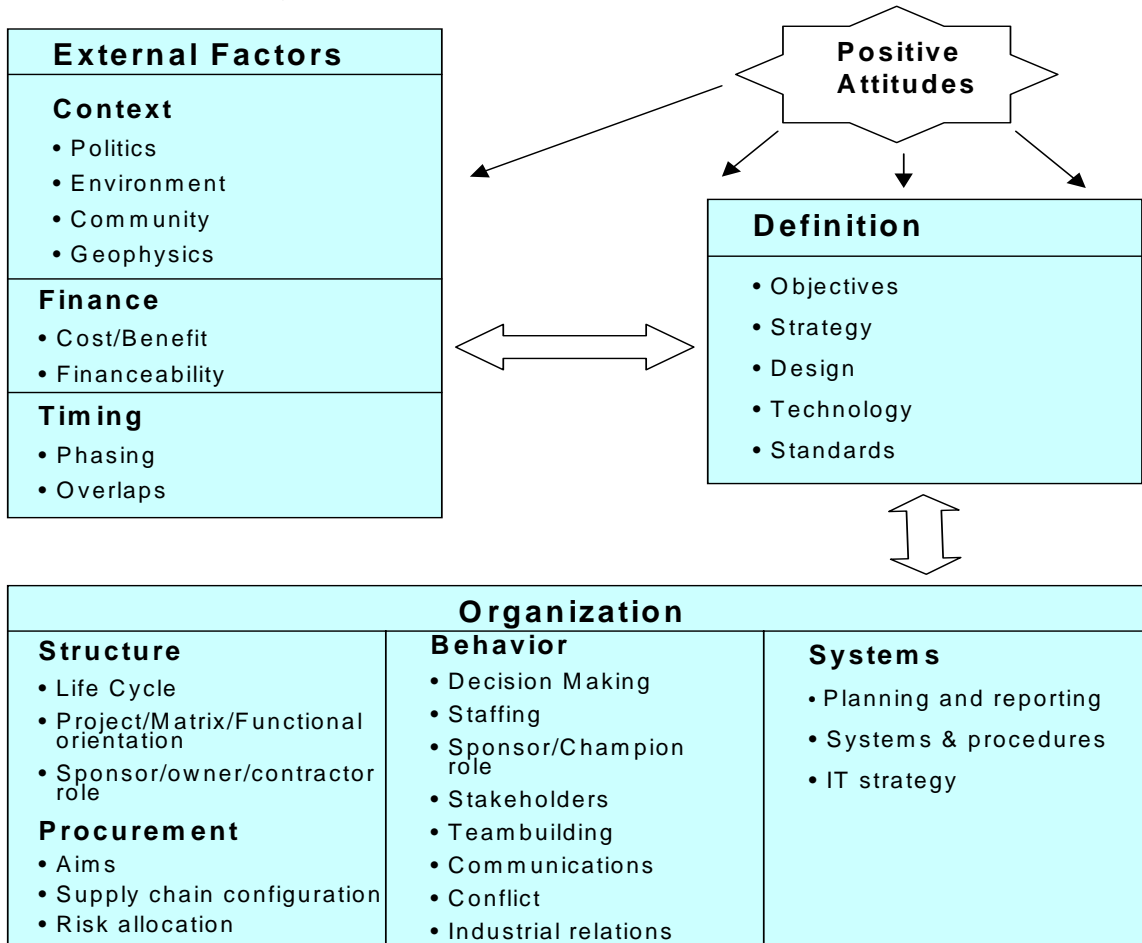 External Factors
Context
• Politics
• Environment
• Community
• Geophysics
Finance
• Cost/Benefit
• Financeability
Timing
• Phasing
• Overlaps
Positive
Attitudes
Definition
• Objectives
• Strategy
• Design
• Technology
• Standards
Organization
Structure
• Life Cycle
• Project/Matrix/Functional
orientation
• Sponsor/owner/contractor
role
Procurement
• Aims
• Supply chain configuration
• Risk allocation
Behavior
• Decision Making
• Staffing
• Sponsor/Champion
role
• Stakeholders
• Teambuilding
• Communications
• Conflict
• Industrial relations
Systems
• Planning and reporting
• Systems & procedures
• IT strategy